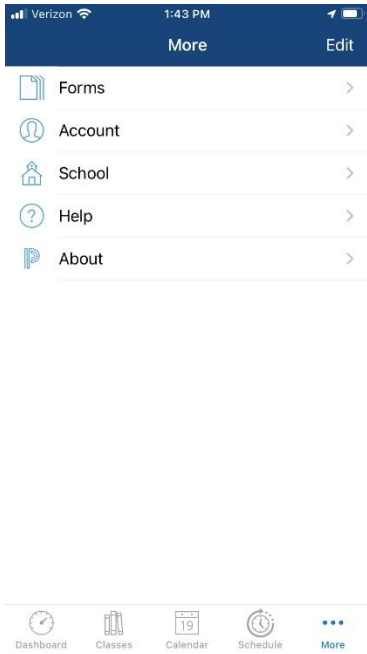 Verizon 1:43 PM
More Edit
Forms
Account
School
Help
About
19
Dashboard Classes Calendar Schedule More